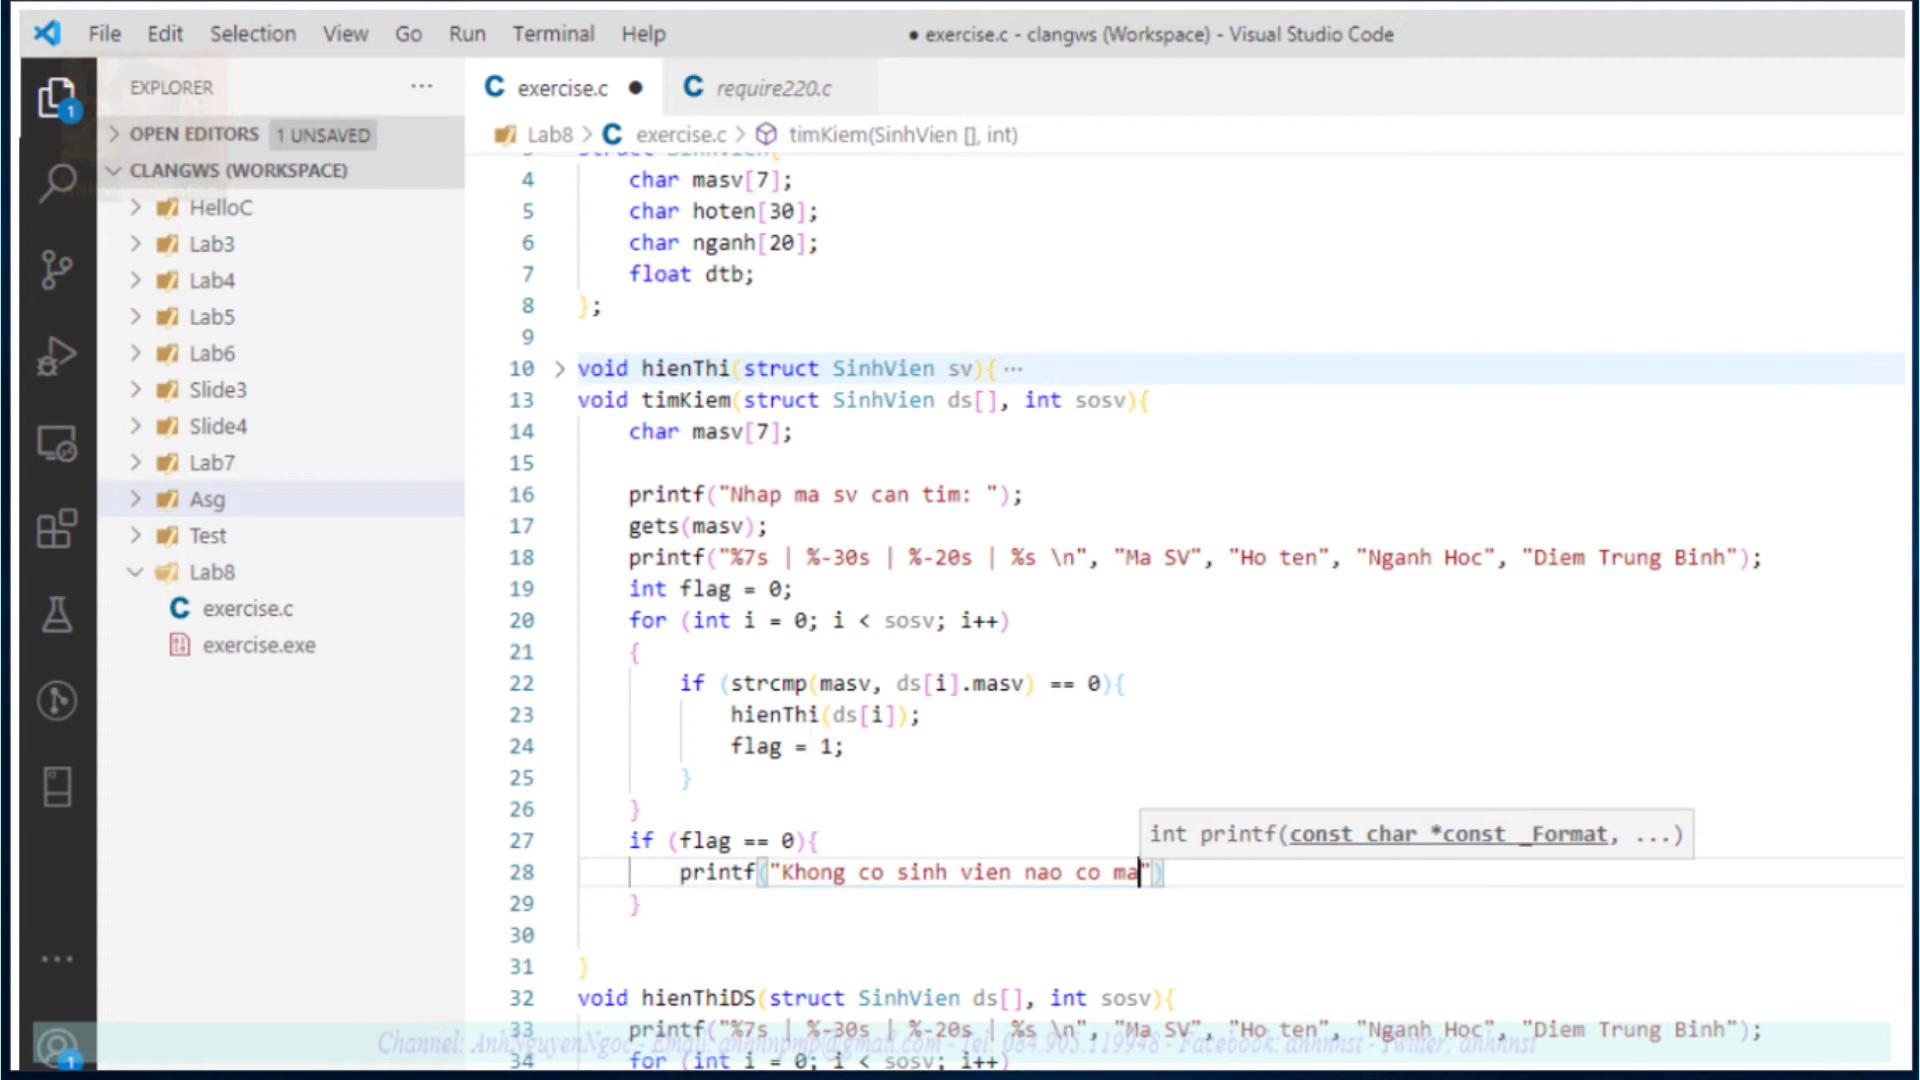 File Edit Selection View Go Run Terminal Help
● exercise.c - clangws (Workspace) - Visual Studio Code
EXPLORER ...
OPEN EDITORS 1 UNSAVED
CLANGWS (WORKSPACE)
HelloC
Lab3
Lab4
Lab5
Lab6
Slide3
Slide4
Lab7
Asg
Test
Lab8
exercise.c
exercise.exe
1
1
exercise.c ● require220.c
Lab8 > exercise.c > timKiem(SinhVien [], int)
struct SinhVien{
4 char masv[7];
5 char hoten[30];
6 char nganh[20];
7 float dtb;
8 };
9
10 void hienThi(struct SinhVien sv){ ...
13 void timKiem(struct SinhVien ds[], int sosv){
14 char masv[7];
15
16 printf("Nhap ma sv can tim: ");
17 gets(masv);
18 printf("%7s | %-30s | %-20s | %s \n", "Ma SV", "Ho ten", "Nganh Hoc", "Diem Trung Binh");
19 int flag = 0;
20 for (int i = 0; i < sosv; i++)
21 {
22 if (strcmp(masv, ds[i].masv) == 0){
23 hienThi(ds[i]);
24 flag = 1;
25 }
26 }
27 if (flag == 0){
int printf(const char *const _Format, ...)
28 printf("Khong co sinh vien nao co ma")
29 }
30
31 }
32 void hienThiDS(struct SinhVien ds[], int sosv){
33 printf("%7s | %-30s | %-20s | %s \n", "Ma SV", "Ho ten", "Nganh Hoc", "Diem Trung Binh");
Channel: AnhNguyenNgoc - Email: anhnnpmp@gmail.com - Tel: 084.905.119948 - Facebook: anhnnst - Twitter: anhnnst
34 for (int i = 0; i < sosv; i++)